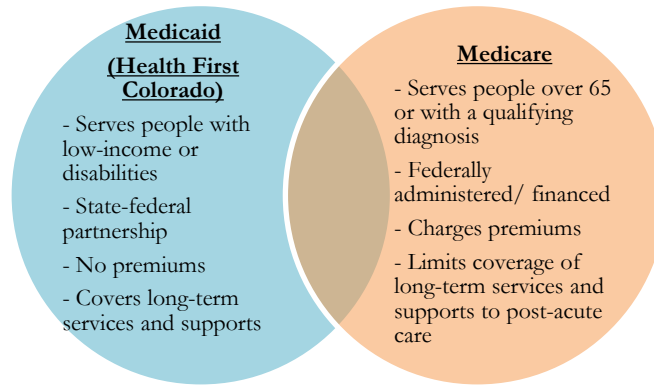 Medicaid
(Health First
Colorado)
- Serves people with
low-income or
disabilities
- State-federal
partnership
- No premiums
- Covers long-term
services and supports
Medicare
- Serves people over 65
or with a qualifying
diagnosis
- Federally
administered/ financed
- Charges premiums
- Limits coverage of
long-term services and
supports to post-acute
care